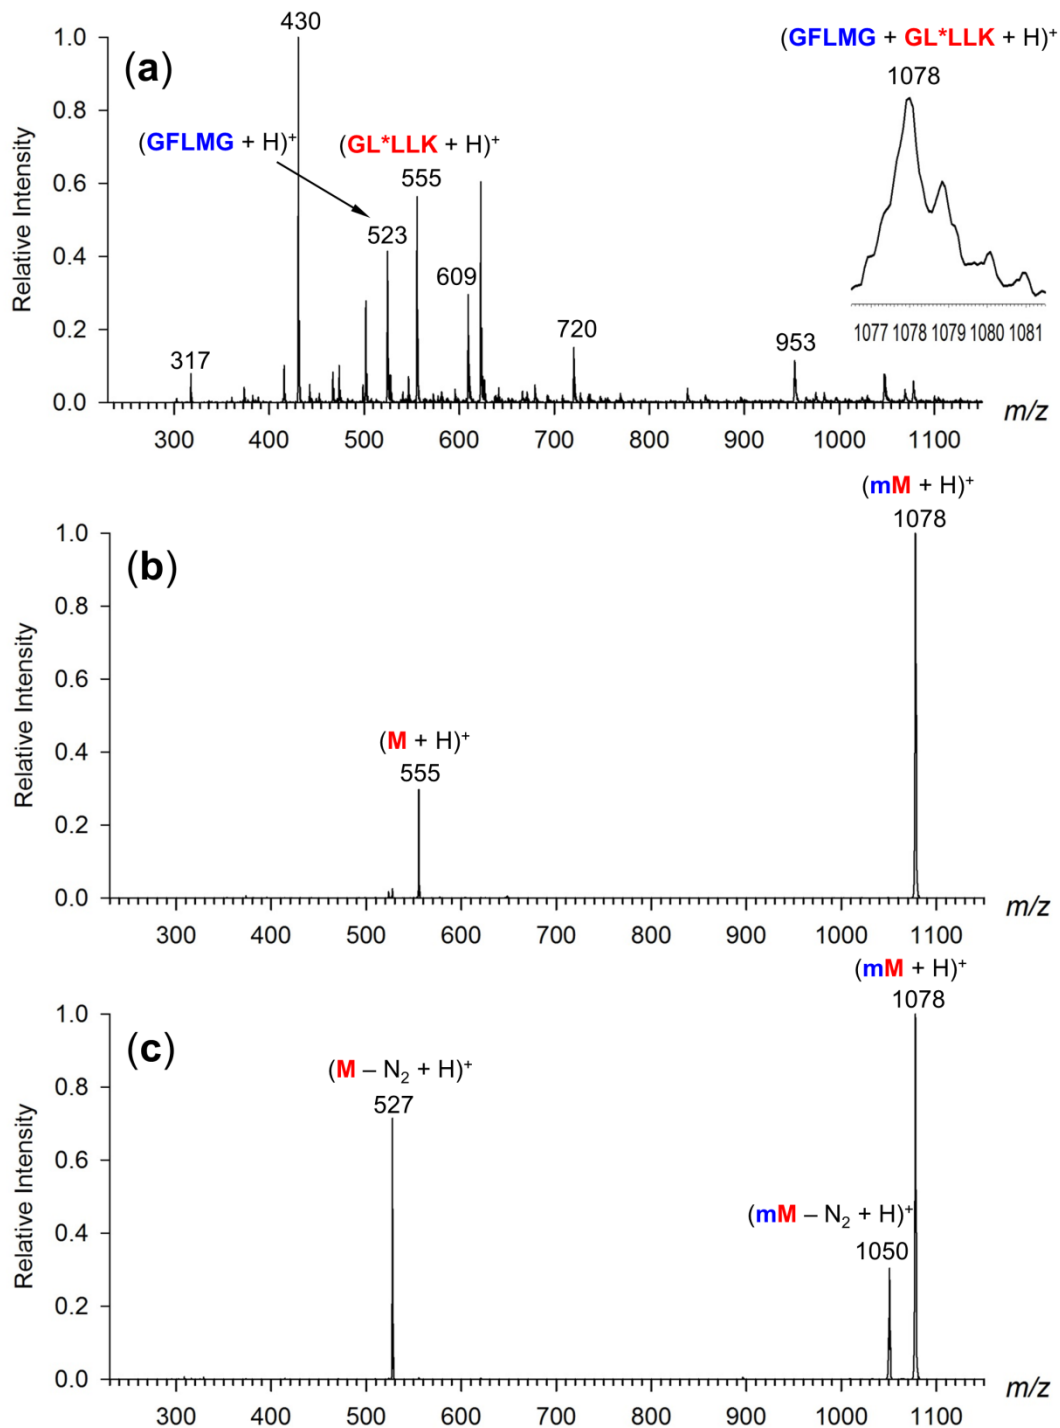 (a)
(GFLMG + GL*LLK + H)+
1078
1077 1078 1079 1080 1081
430
(GFLMG + H)+
(GL*LLK + H)+
555
523
609
720
953
317
Relative Intensity
1.0
0.8
0.6
0.4
0.2
0.0
300 400 500 600 700 800 900 1000 1100 m/z
(b)
(mM + H)+
1078
(M + H)+
555
Relative Intensity
1.0
0.8
0.6
0.4
0.2
0.0
300 400 500 600 700 800 900 1000 1100 m/z
(c)
(mM + H)+
1078
(M – N2 + H)+
527
(mM – N2 + H)+
1050
Relative Intensity
1.0
0.8
0.6
0.4
0.2
0.0
300 400 500 600 700 800 900 1000 1100 m/z